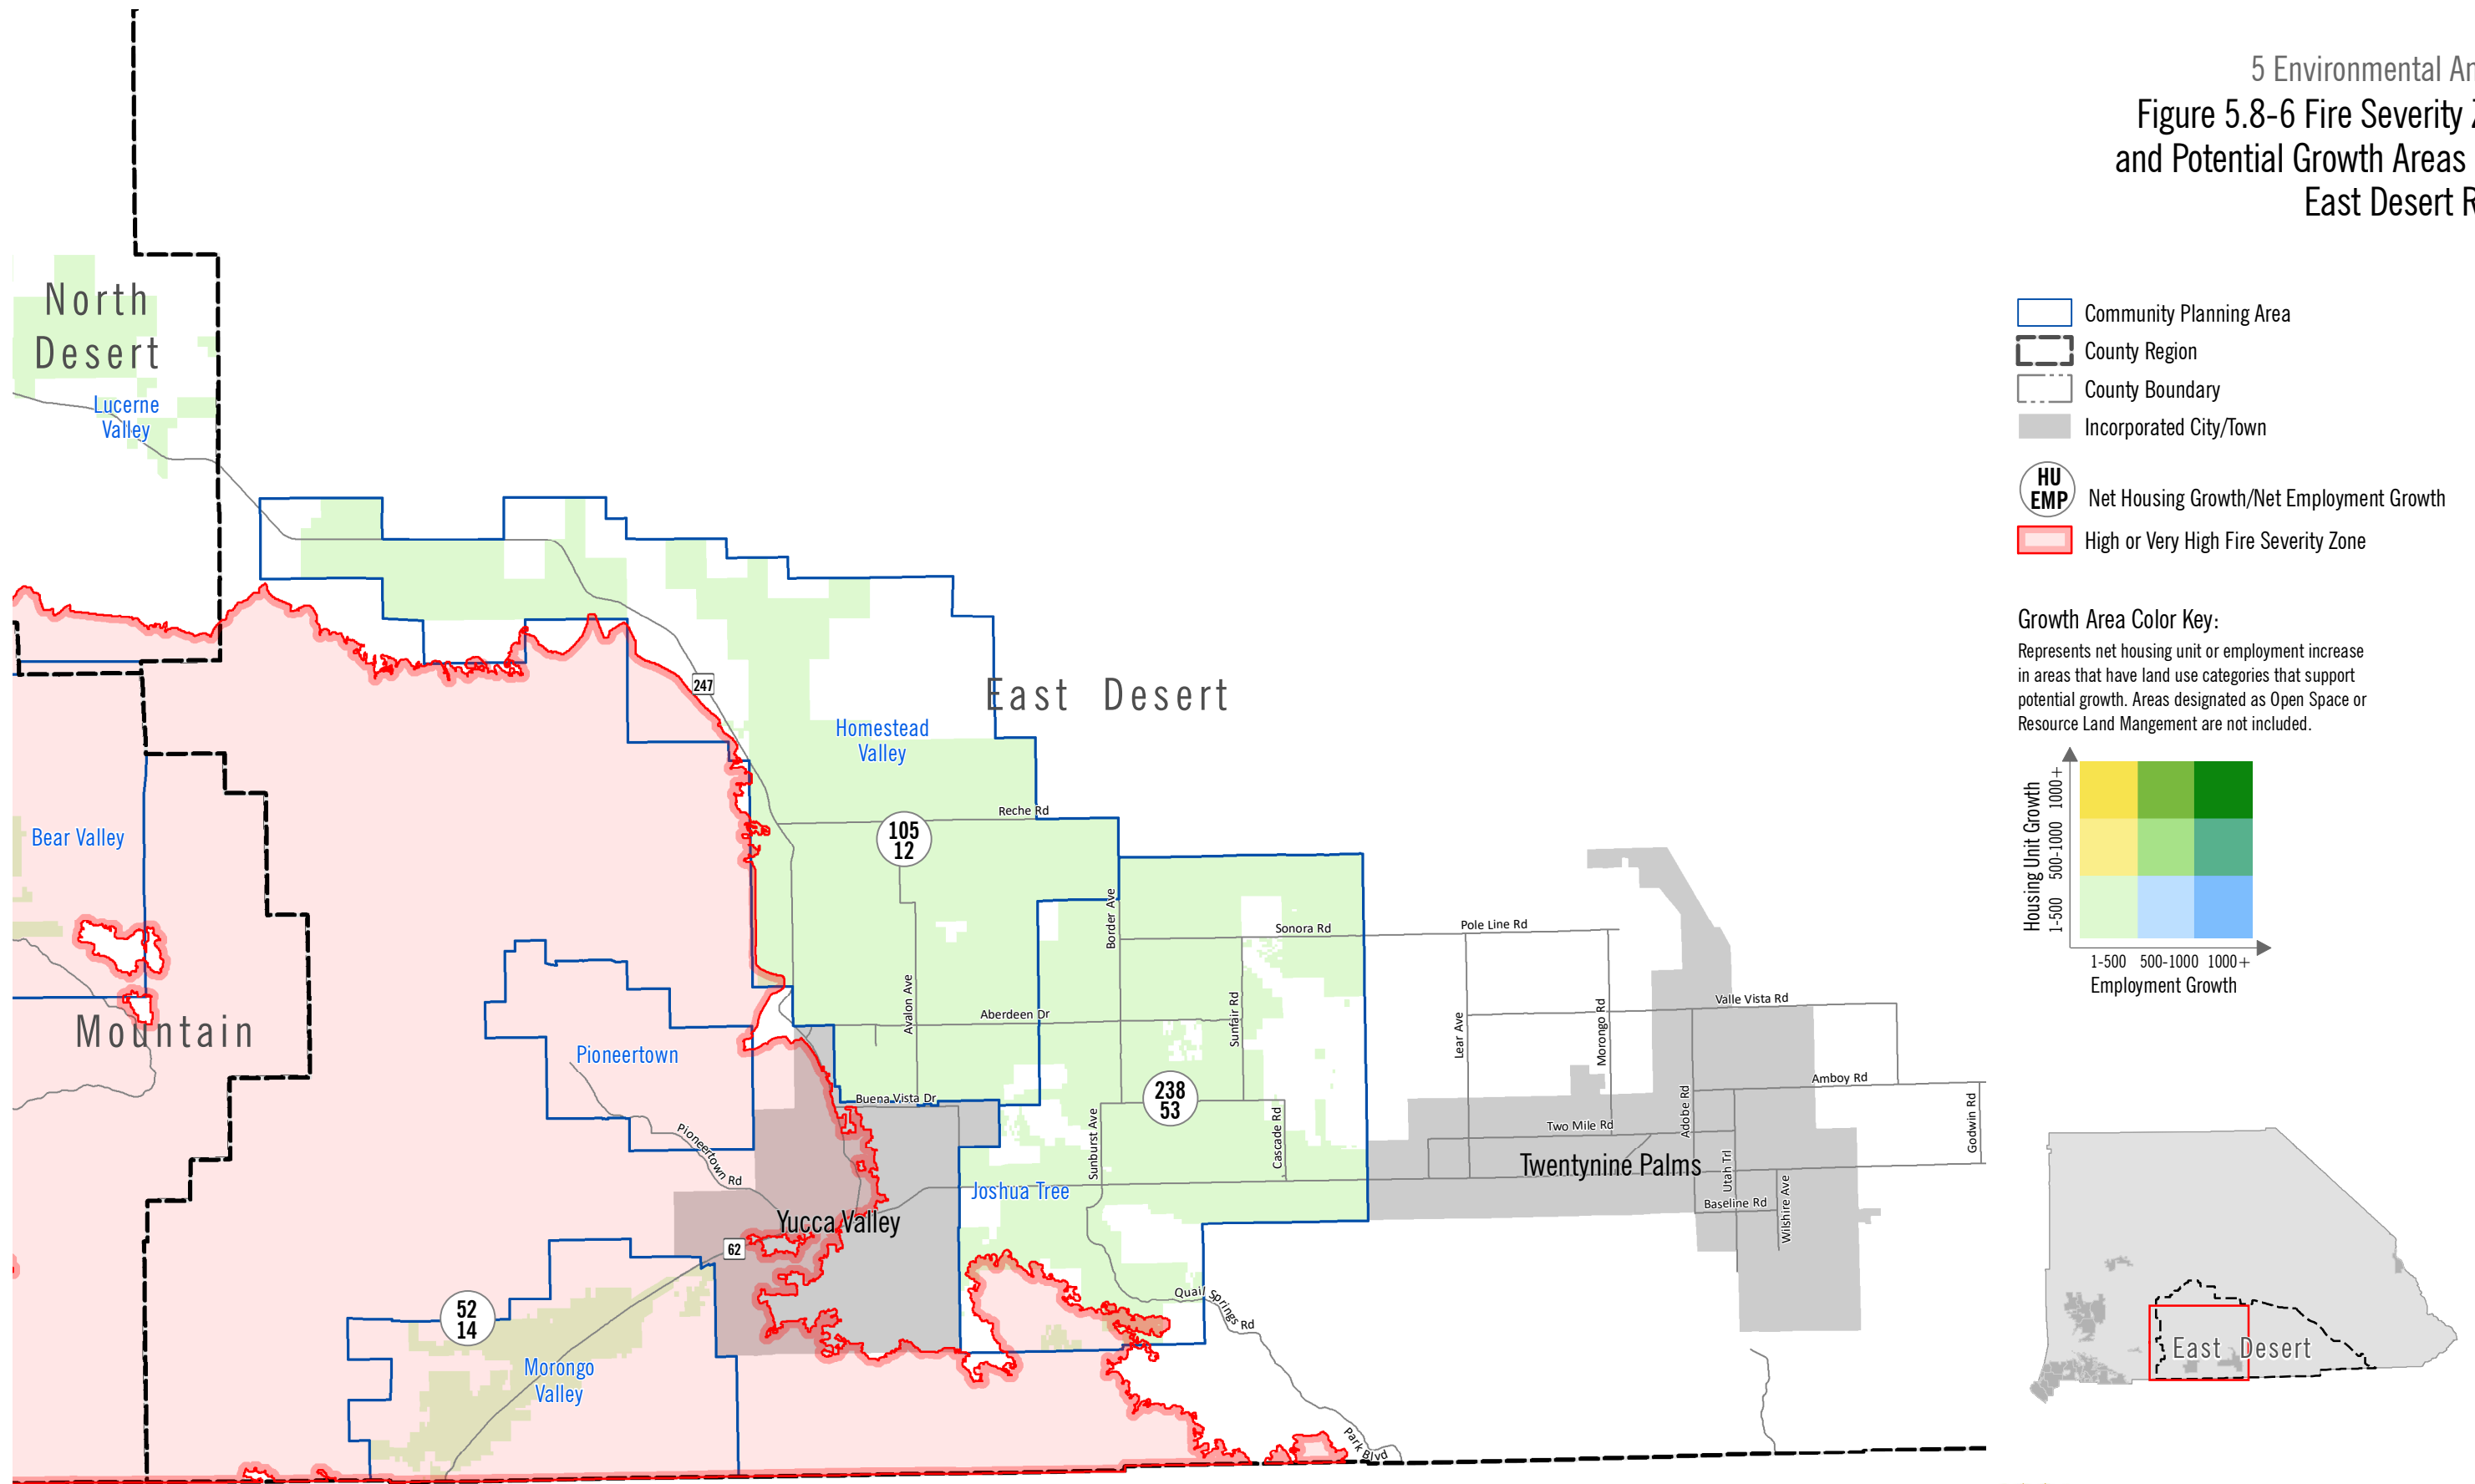 5 Environmental An
Figure 5.8-6 Fire Severity
and Potential Growth Areas
East Desert R
North
Desert
Lucerne
Valley
Community Planning Area
County Region
County Boundary
Incorporated City/Town
HU
EMP
Net Housing Growth/Net Employment Growth
High or Very High Fire Severity Zone
Growth Area Color Key:
Represents net housing unit or employment increase
in areas that have land use categories that support
potential growth. Areas designated as Open Space or
Resource Land Mangement are not included.
Housing Unit Growth
1000+
500-1000
1-500
1-500 500-1000 1000+
Employment Growth
247
East Desert
Homestead
Valley
Bear Valley
Reche Rd
105
12
Border Ave
Sonora Rd
Pole Line Rd
Avalon Ave
Aberdeen Dr
Sunfair Rd
Lear Ave
Morongo Rd
Valle Vista Rd
Mountain
Pioneertown
Amboy Rd
Buena Vista Dr
238
53
Adobe Rd
Godwin Rd
Pioneertown Rd
Sunburst Ave
Cascade Rd
Two Mile Rd
Twentynine Palms
Utah Trl
Joshua Tree
Baseline Rd
Wilshire Ave
Yucca Valley
62
52
14
Quail Springs Rd
Morongo
Valley
Park Blvd
East Desert